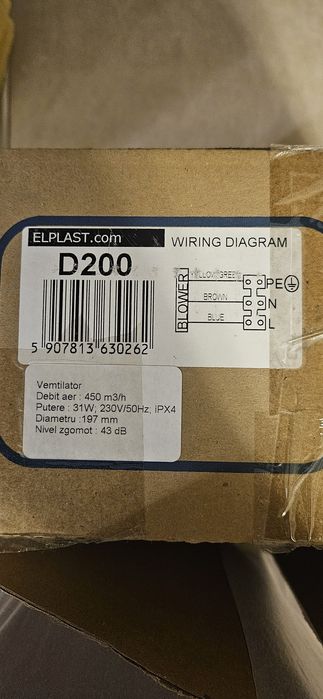 ELPLAST.com
WIRING DIAGRAM
D200
BLOWER
YELLOW/GREEN
PE
BROWN
N
BLUE
L
5 907813 630262
Ventilator
Debit aer : 450 m3/h
Putere : 31W; 230V/50Hz; IPX4
Diametru : 197 mm
Nivel zgomot : 43 dB